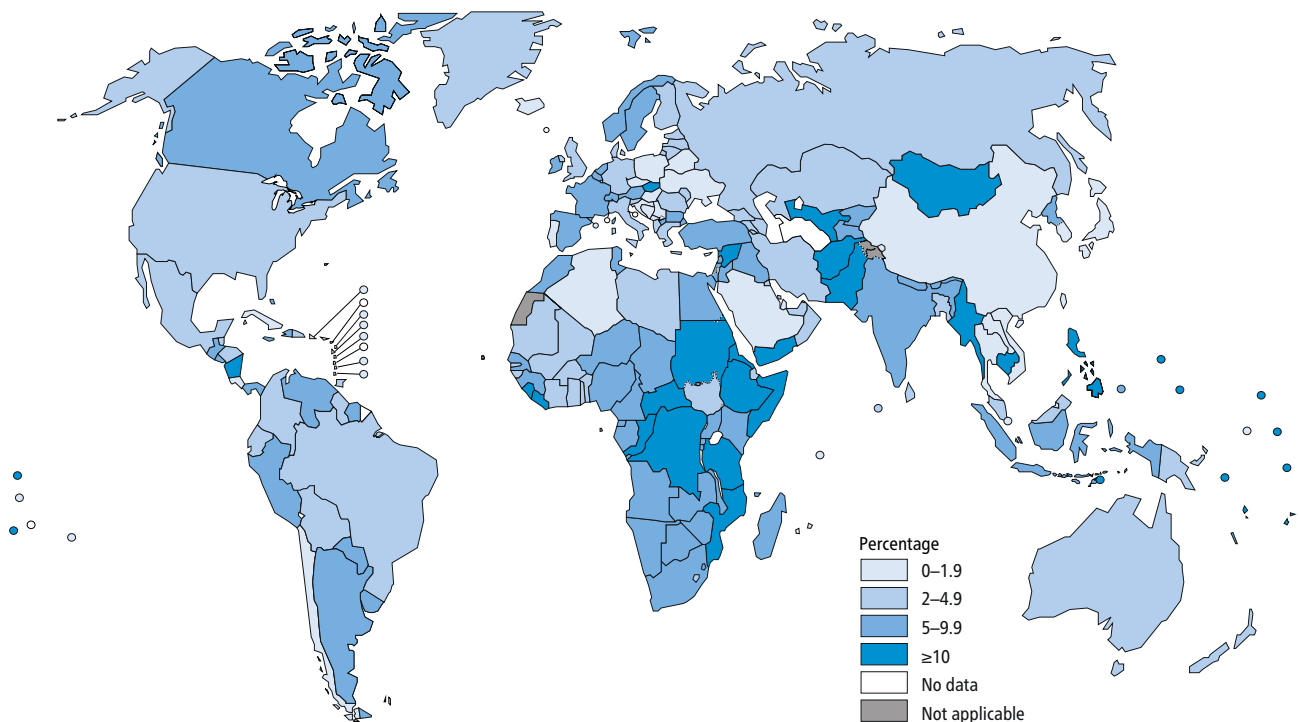 Percentage
0–1.9
2–4.9
5–9.9
≥10
No data
Not applicable